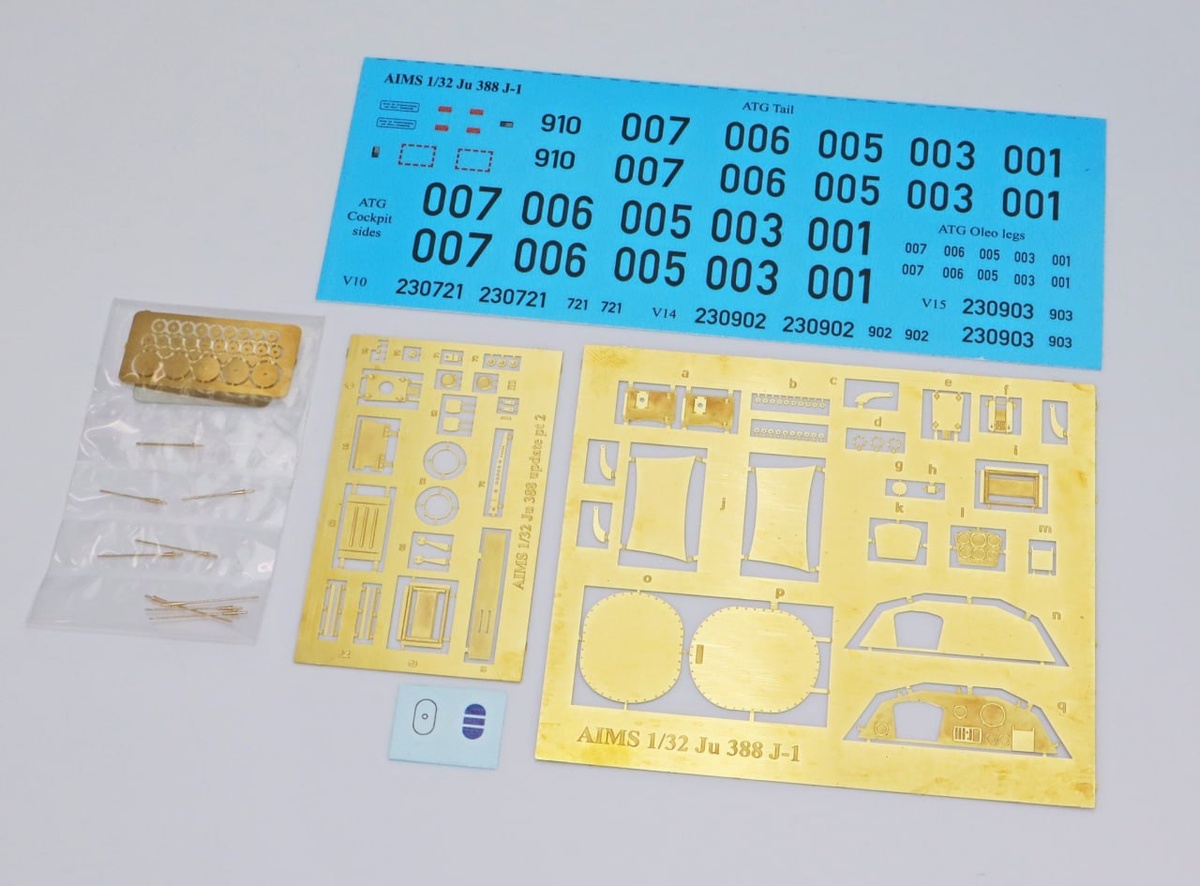 AIMS 1/32 Ju 388 J-1
ATG Tail
910 007 006 005 003 001
910 007 006 005 003 001
ATG
Cockpit
sides
007 006 005 003 001
007 006 005 003 001
ATG Oleo legs
007 006 005 003 001
007 006 005 003 001
V10 230721 230721 721 721
V14 230902 230902 902 902
V15 230903 903
230903 903
AIMS 1/32 Ju 388 update pt 2
a b c d e f
g h i
j k l m
n
o p
q
AIMS 1/32 Ju 388 J-1